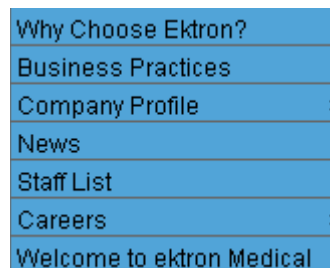 Why Choose Ektron?
Business Practices
Company Profile
News
Staff List
Careers
Welcome to ektron Medical